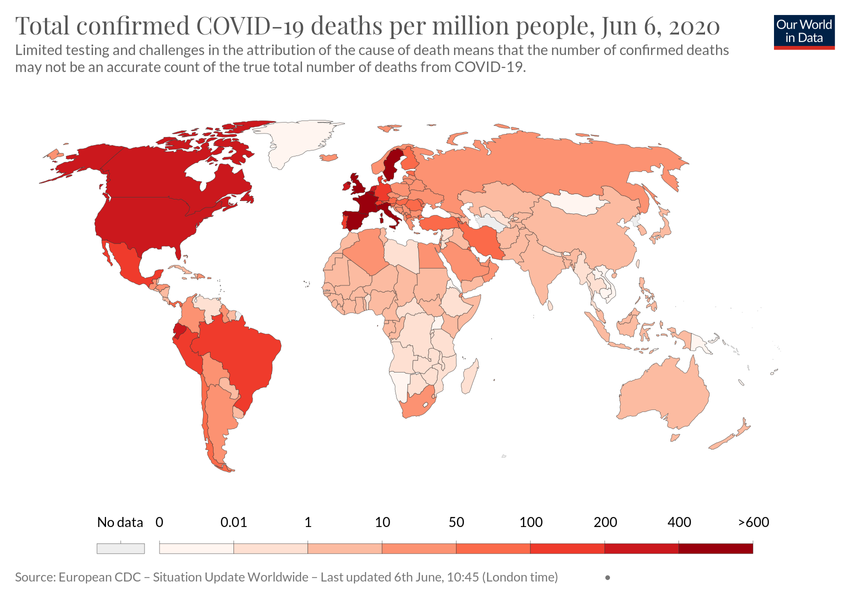 Total confirmed COVID-19 deaths per million people, Jun 6, 2020
Our World
in Data
Limited testing and challenges in the attribution of the cause of death means that the number of confirmed deaths
may not be an accurate count of the true total number of deaths from COVID-19.
No data 0 0.01 1 10 50 100 200 400 >600
Source: European CDC – Situation Update Worldwide – Last updated 6th June, 10:45 (London time) •